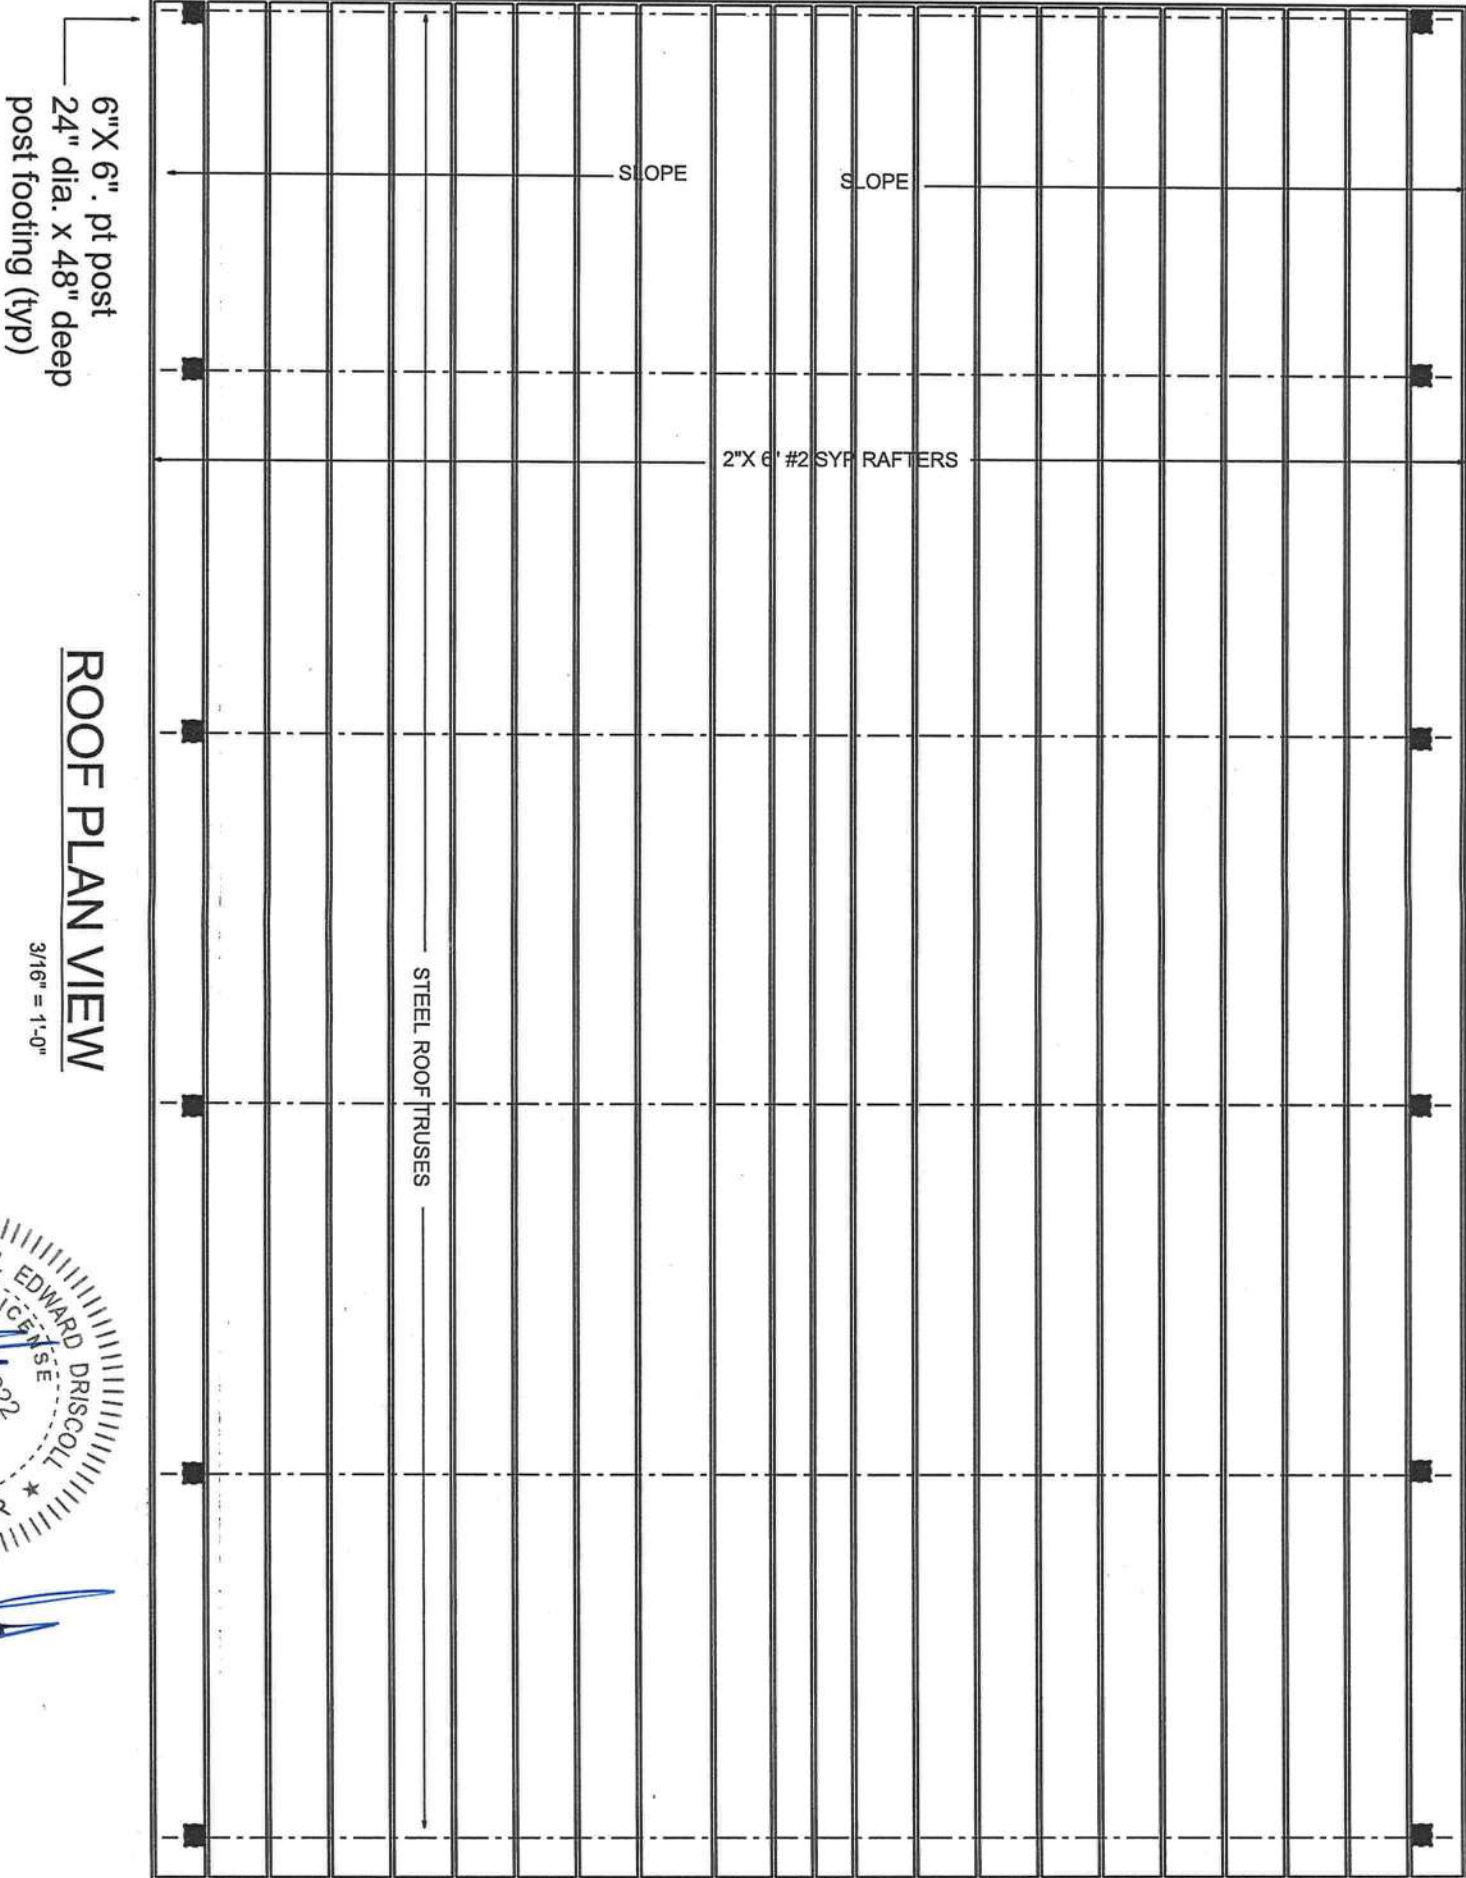 SLOPE
SLOPE
2"X 6" #2 SYP RAFTERS
STEEL ROOF TRUSES
6"X 6". pt post
24" dia. x 48" deep
post footing (typ)
ROOF PLAN VIEW
3/16" = 1'-0"
EDWARD DRISCOLL ★